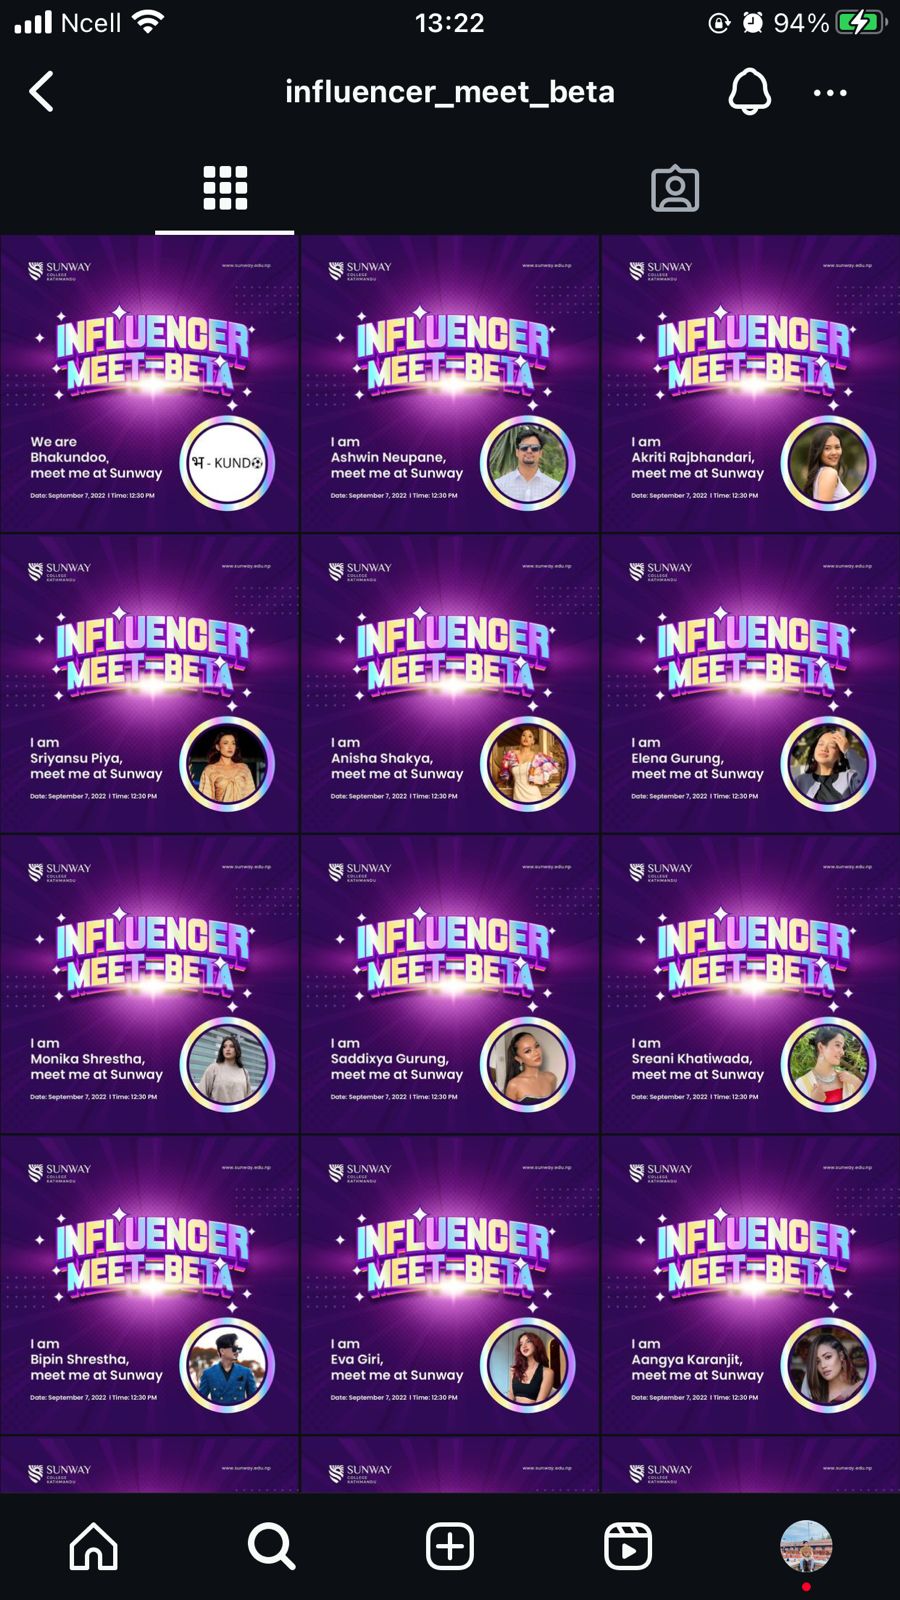 Ncell 13:22 94%
influencer_meet_beta
SUNWAY
COLLEGE
KATHMANDU
www.sunway.edu.np
INFLUENCER
MEET-BETA
We are
Bhakundoo,
meet me at Sunway
भ - KUND
Date: September 7, 2022 | Time: 12:30 PM
SUNWAY
COLLEGE
KATHMANDU
www.sunway.edu.np
INFLUENCER
MEET-BETA
I am
Ashwin Neupane,
meet me at Sunway
Date: September 7, 2022 | Time: 12:30 PM
SUNWAY
COLLEGE
KATHMANDU
www.sunway.edu.np
INFLUENCER
MEET-BETA
I am
Akriti Rajbhandari,
meet me at Sunway
Date: September 7, 2022 | Time: 12:30 PM
SUNWAY
COLLEGE
KATHMANDU
www.sunway.edu.np
INFLUENCER
MEET-BETA
I am
Sriyansu Piya,
meet me at Sunway
Date: September 7, 2022 | Time: 12:30 PM
SUNWAY
COLLEGE
KATHMANDU
www.sunway.edu.np
INFLUENCER
MEET-BETA
I am
Anisha Shakya,
meet me at Sunway
Date: September 7, 2022 | Time: 12:30 PM
SUNWAY
COLLEGE
KATHMANDU
www.sunway.edu.np
INFLUENCER
MEET-BETA
I am
Elena Gurung,
meet me at Sunway
Date: September 7, 2022 | Time: 12:30 PM
SUNWAY
COLLEGE
KATHMANDU
www.sunway.edu.np
INFLUENCER
MEET-BETA
I am
Monika Shrestha,
meet me at Sunway
Date: September 7, 2022 | Time: 12:30 PM
SUNWAY
COLLEGE
KATHMANDU
www.sunway.edu.np
INFLUENCER
MEET-BETA
I am
Saddixya Gurung,
meet me at Sunway
Date: September 7, 2022 | Time: 12:30 PM
SUNWAY
COLLEGE
KATHMANDU
www.sunway.edu.np
INFLUENCER
MEET-BETA
I am
Sreani Khatiwada,
meet me at Sunway
Date: September 7, 2022 | Time: 12:30 PM
SUNWAY
COLLEGE
KATHMANDU
www.sunway.edu.np
INFLUENCER
MEET-BETA
I am
Bipin Shrestha,
meet me at Sunway
Date: September 7, 2022 | Time: 12:30 PM
SUNWAY
COLLEGE
KATHMANDU
www.sunway.edu.np
INFLUENCER
MEET-BETA
I am
Eva Giri,
meet me at Sunway
Date: September 7, 2022 | Time: 12:30 PM
SUNWAY
COLLEGE
KATHMANDU
www.sunway.edu.np
INFLUENCER
MEET-BETA
I am
Aangya Karanjit,
meet me at Sunway
Date: September 7, 2022 | Time: 12:30 PM
SUNWAY
COLLEGE
KATHMANDU
www.sunway.edu.np
SUNWAY
COLLEGE
KATHMANDU
www.sunway.edu.np
SUNWAY
COLLEGE
KATHMANDU
www.sunway.edu.np